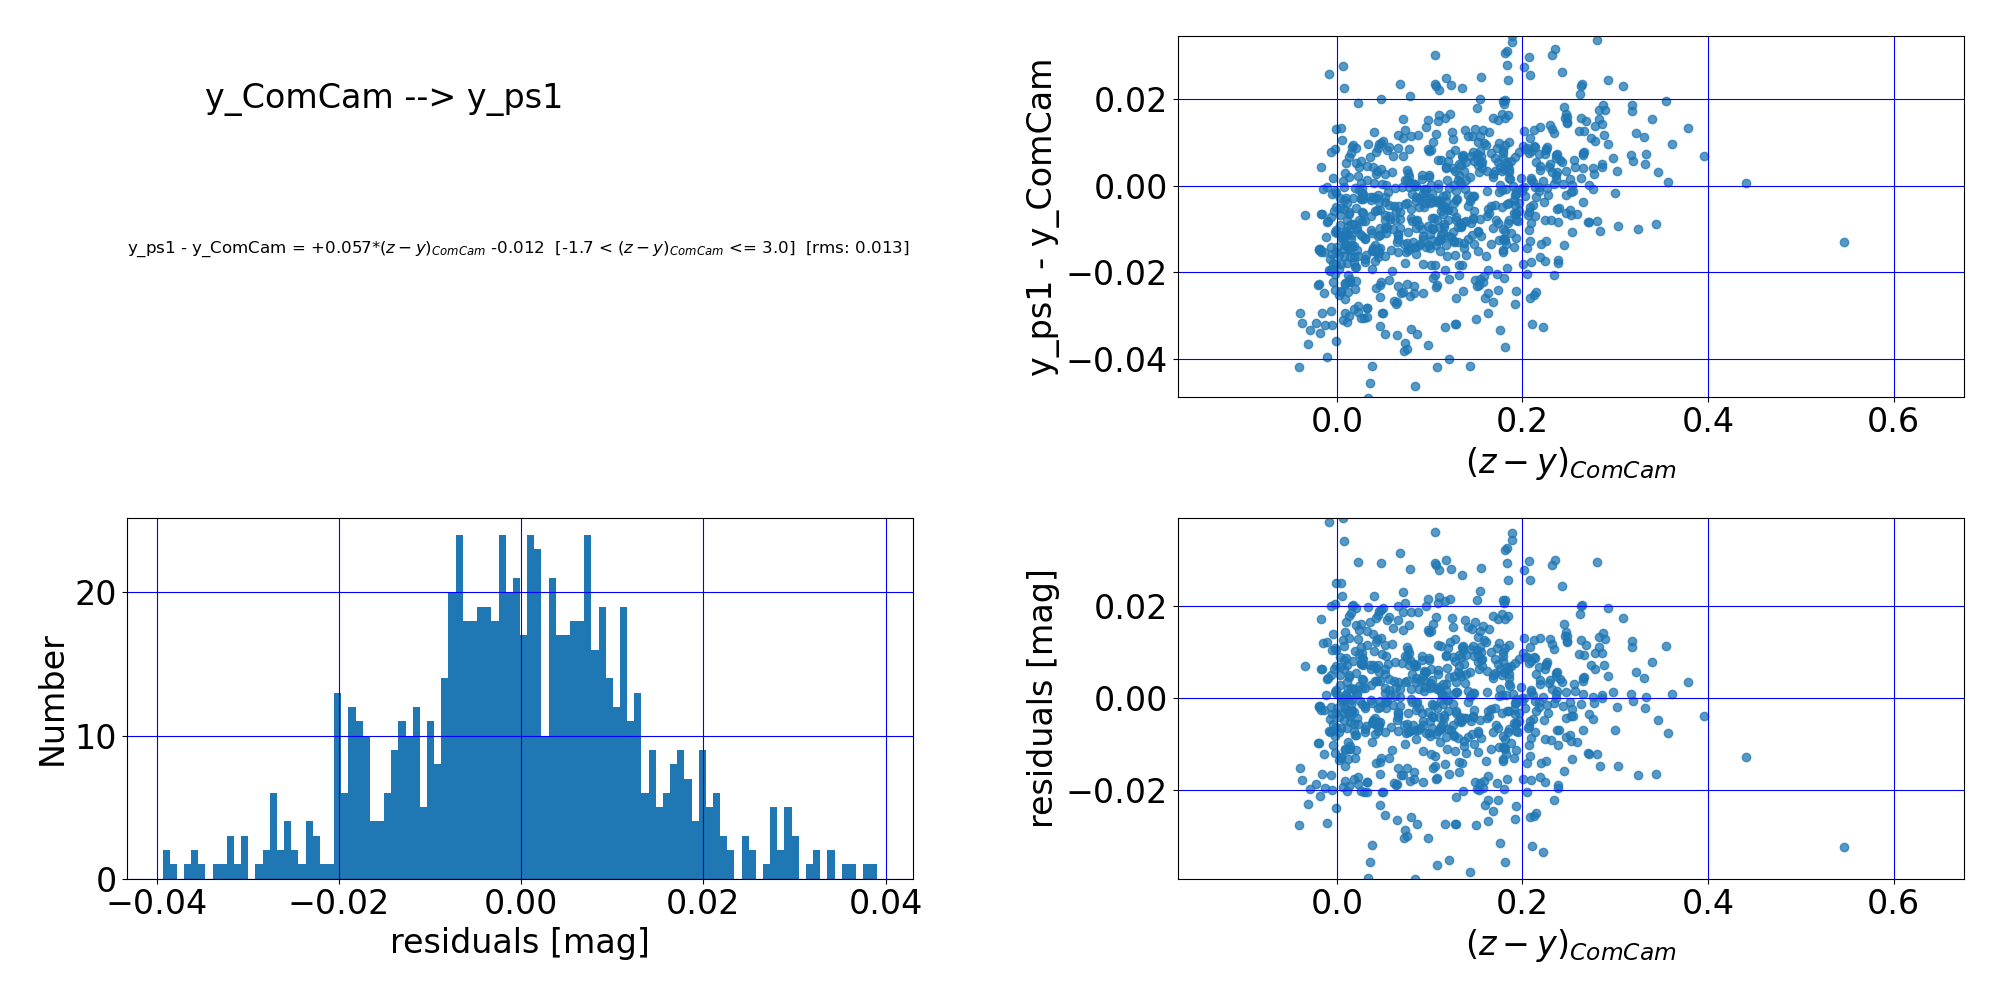 y_ComCam --> y_ps1
y_ps1 - y_ComCam = +0.057*(z − y)ComCam -0.012 [-1.7 < (z − y)ComCam <= 3.0] [rms: 0.013]
y_ps1 - y_ComCam
0.02
0.00
−0.02
−0.04
0.0 0.2 0.4 0.6
(z − y)ComCam
Number
20
10
0
−0.04 −0.02 0.00 0.02 0.04
residuals [mag]
residuals [mag]
0.02
0.00
−0.02
0.0 0.2 0.4 0.6
(z − y)ComCam